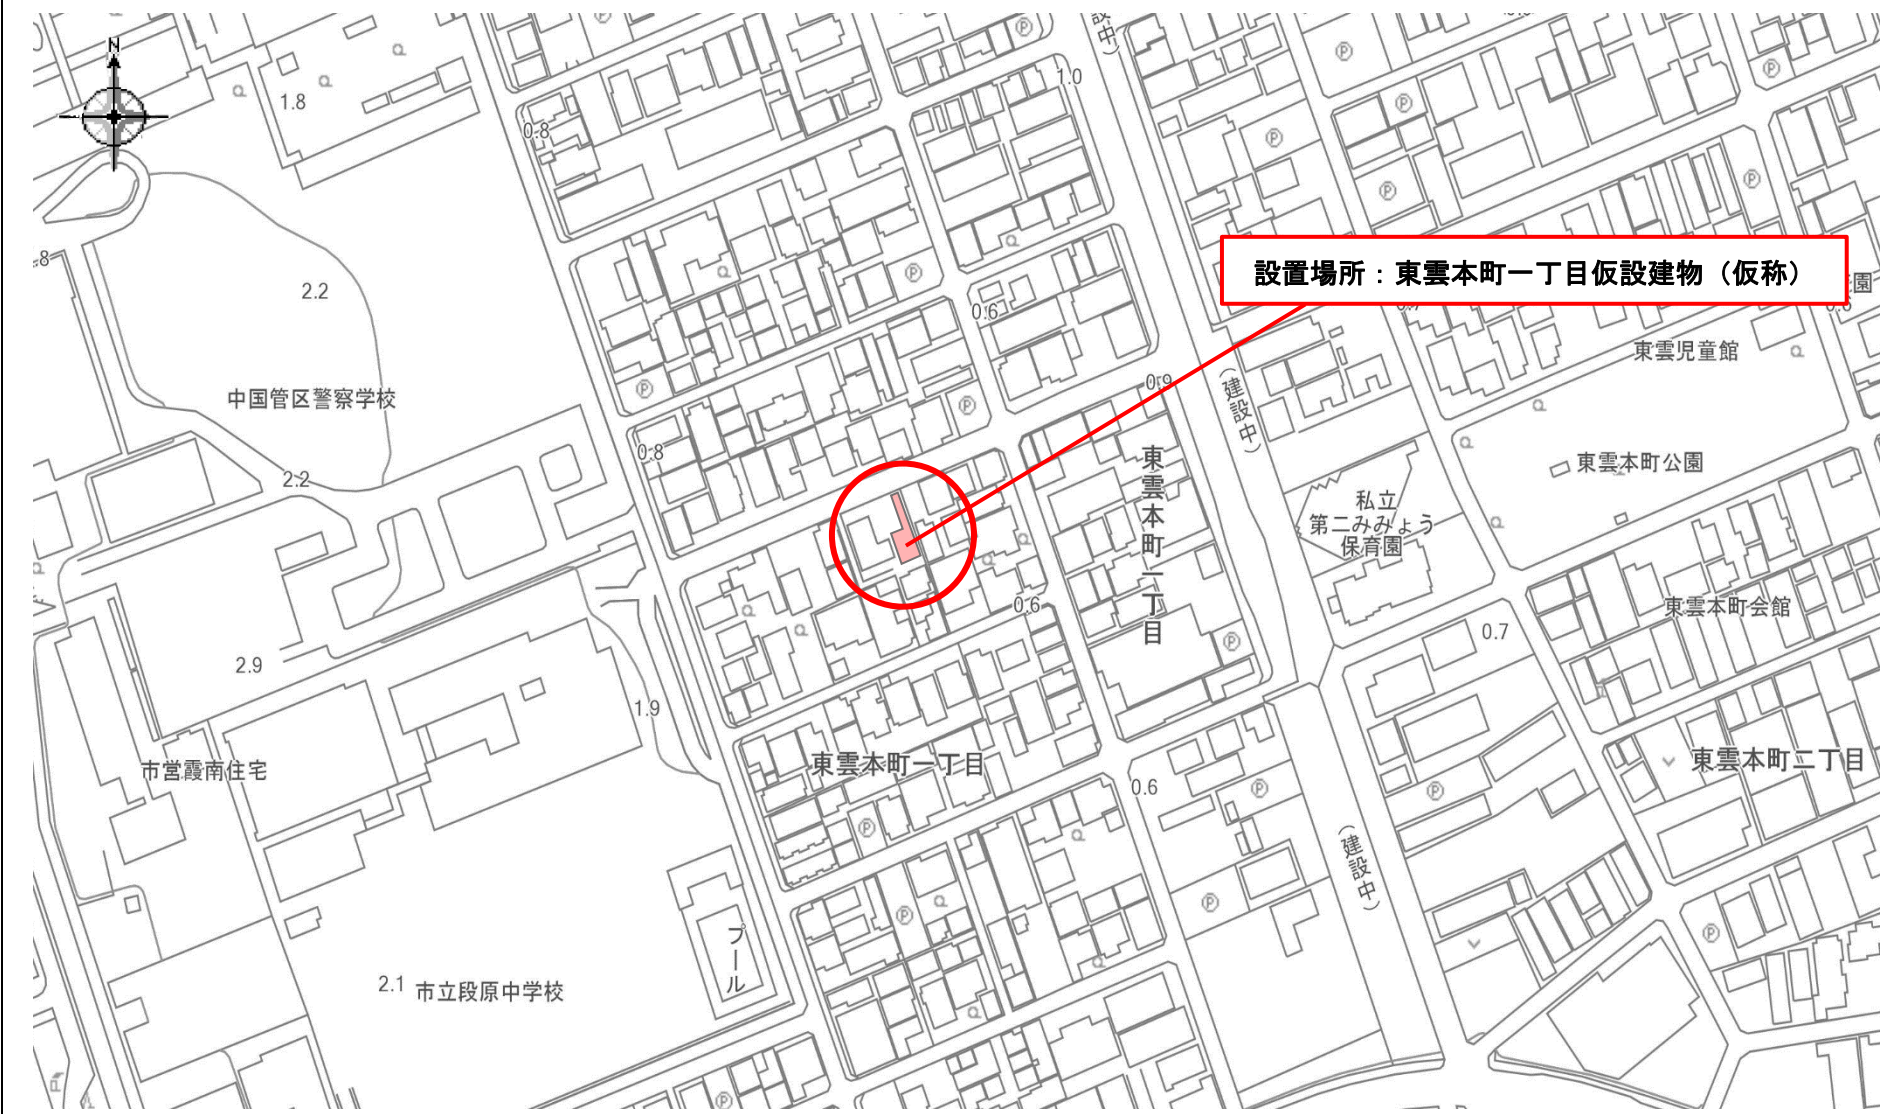 設中)
N
1.0
1.8
0.8
8
設置場所：東雲本町一丁目仮設建物（仮称）
園
2.2
0.6
東雲児童館
0.9
中国管区警察学校
(建設中)
0.8
東雲本町一丁目
東雲本町公園
2.2
私立
第二みみょう
保育園
0.6
東雲本町会館
0.7
2.9
1.9
東雲本町一丁目
東雲本町二丁目
市営霞南住宅
0.6
(建設中)
プール
2.1
市立段原中学校